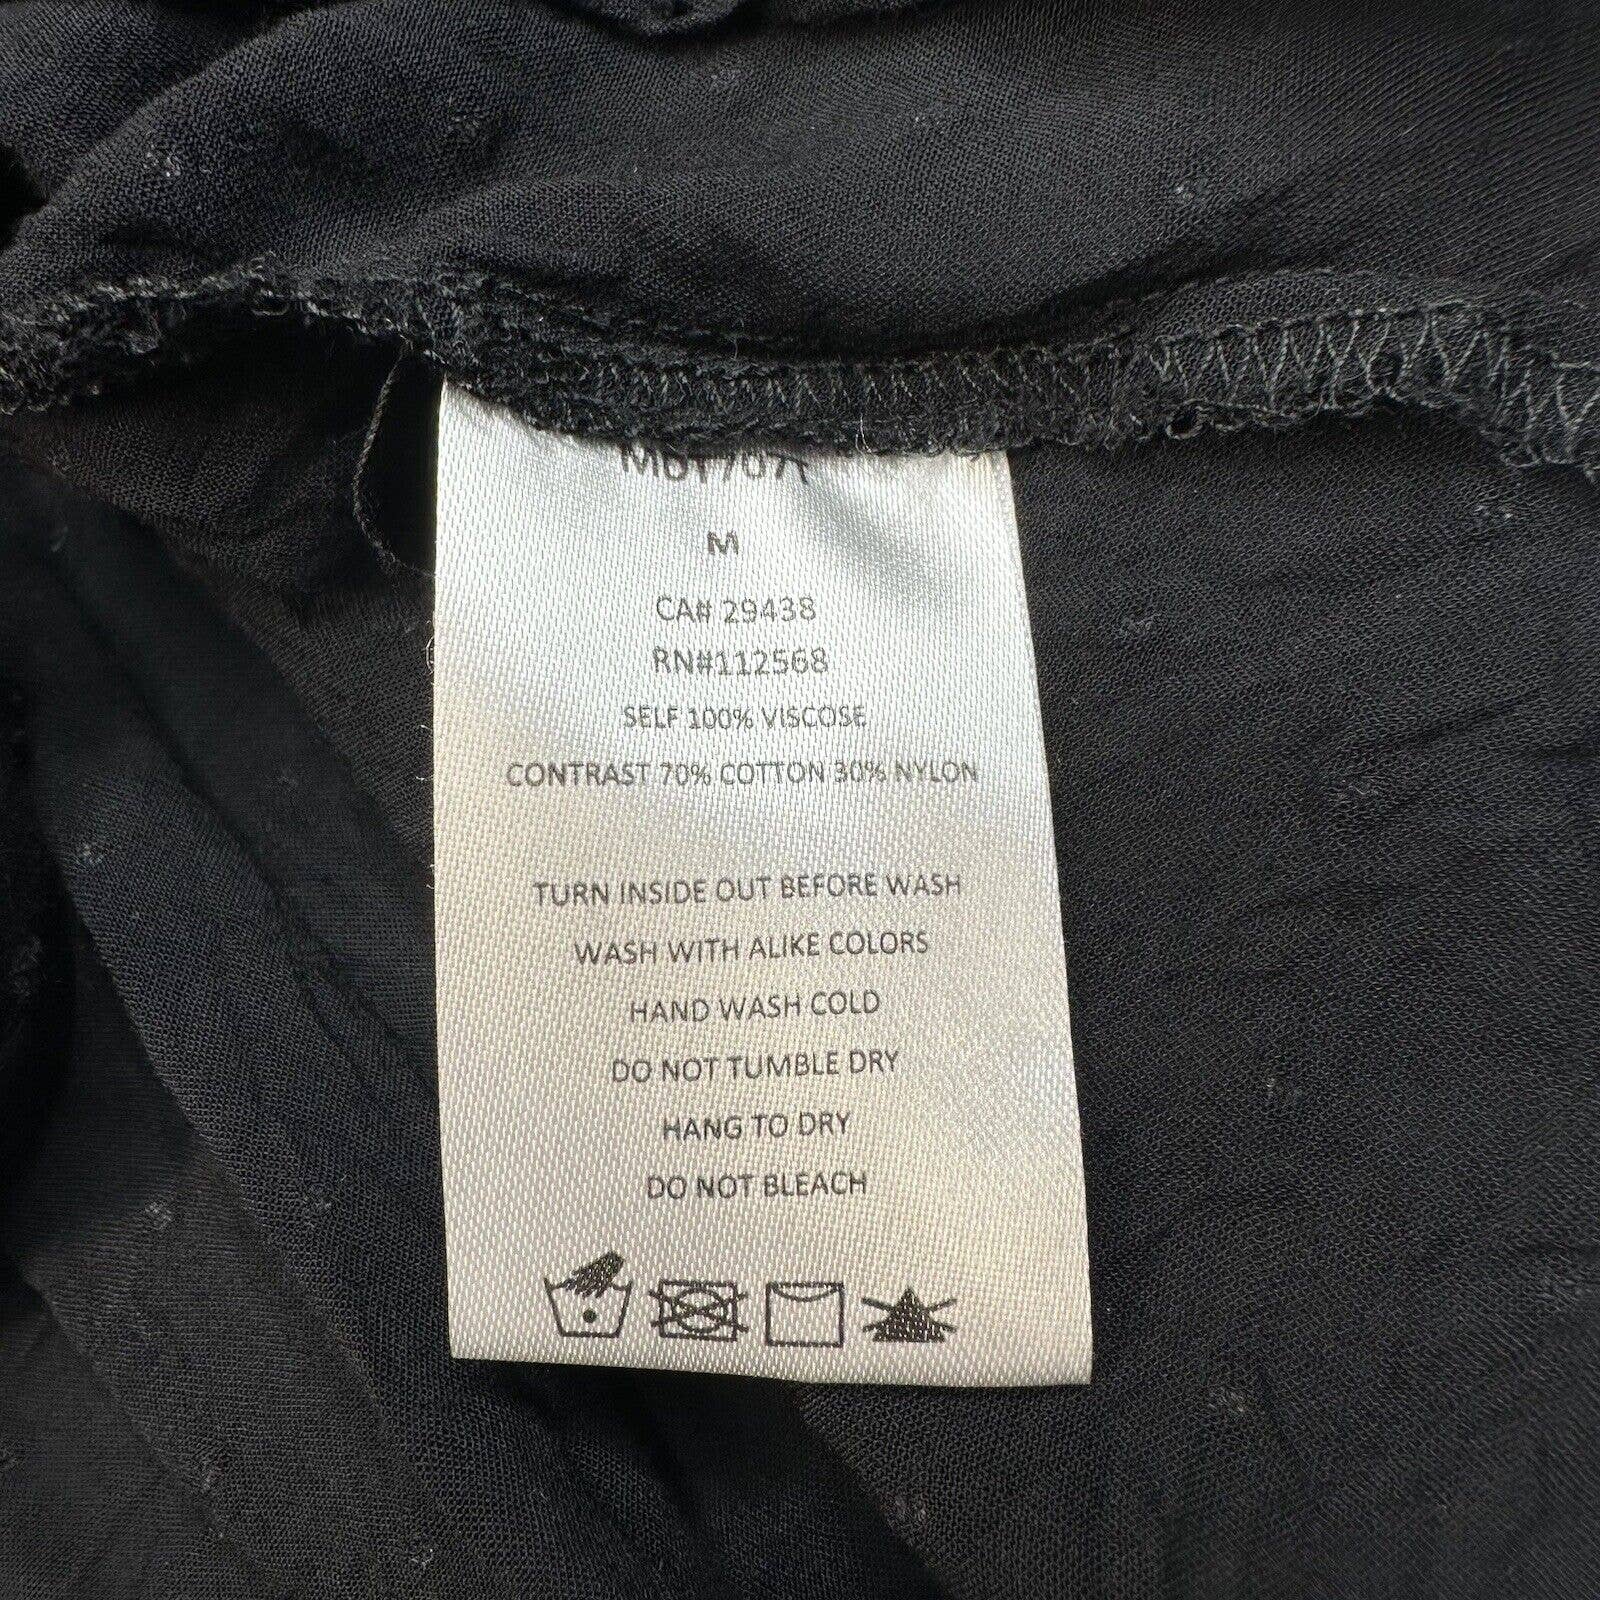 M
CA# 29438
RN#112568
SELF 100% VISCOSE
CONTRAST 70% COTTON 30% NYLON
TURN INSIDE OUT BEFORE WASH
WASH WITH ALIKE COLORS
HAND WASH COLD
DO NOT TUMBLE DRY
HANG TO DRY
DO NOT BLEACH